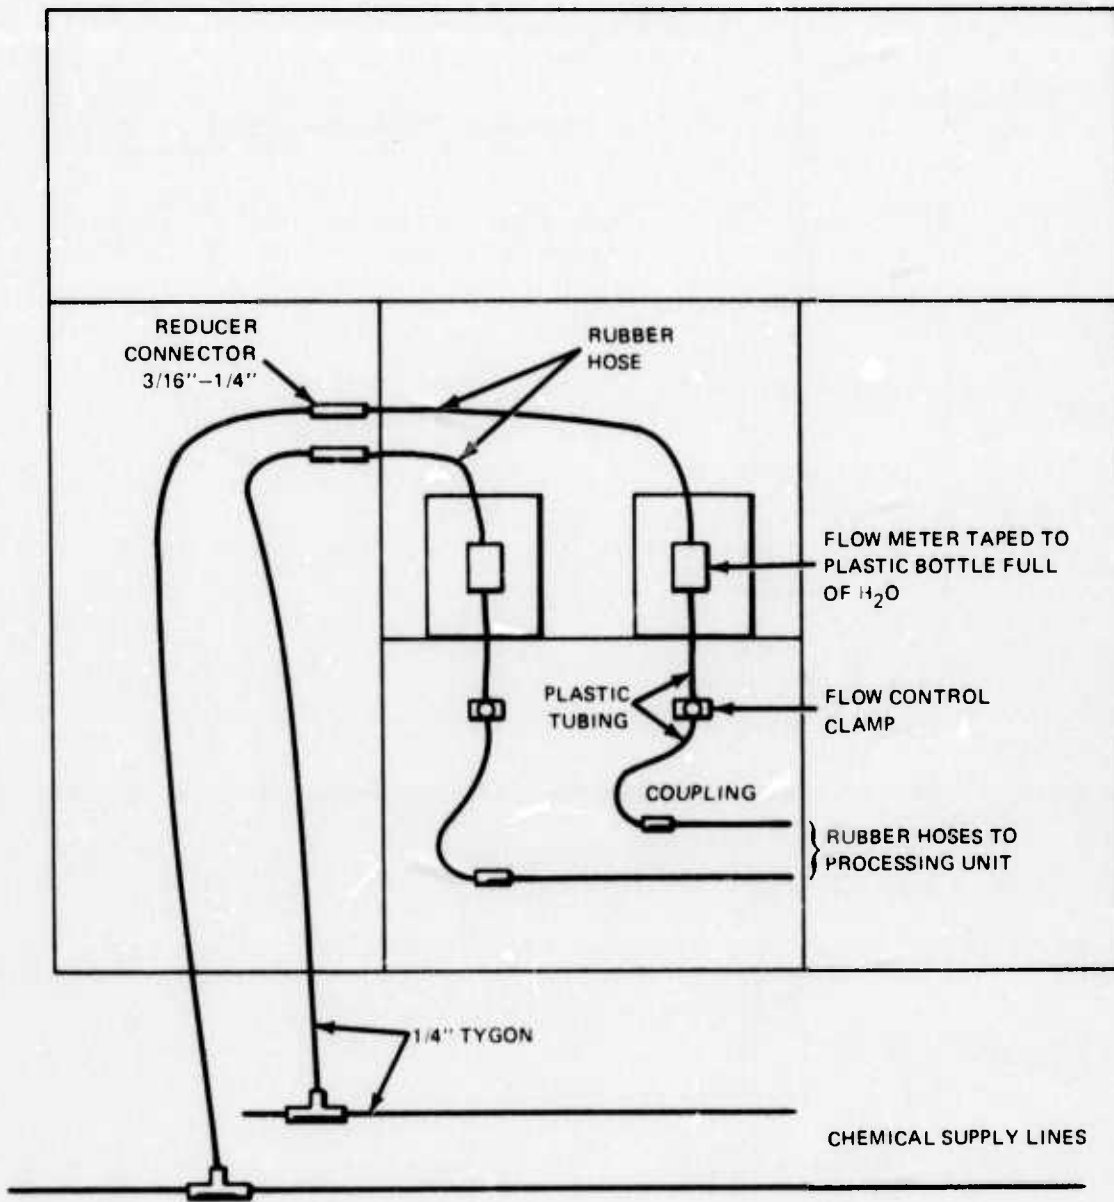 REDUCER
CONNECTOR
3/16"–1/4"
RUBBER
HOSE
FLOW METER TAPED TO
PLASTIC BOTTLE FULL
OF H₂O
PLASTIC
TUBING
FLOW CONTROL
CLAMP
COUPLING
RUBBER HOSES TO
PROCESSING UNIT
1/4" TYGON
CHEMICAL SUPPLY LINES